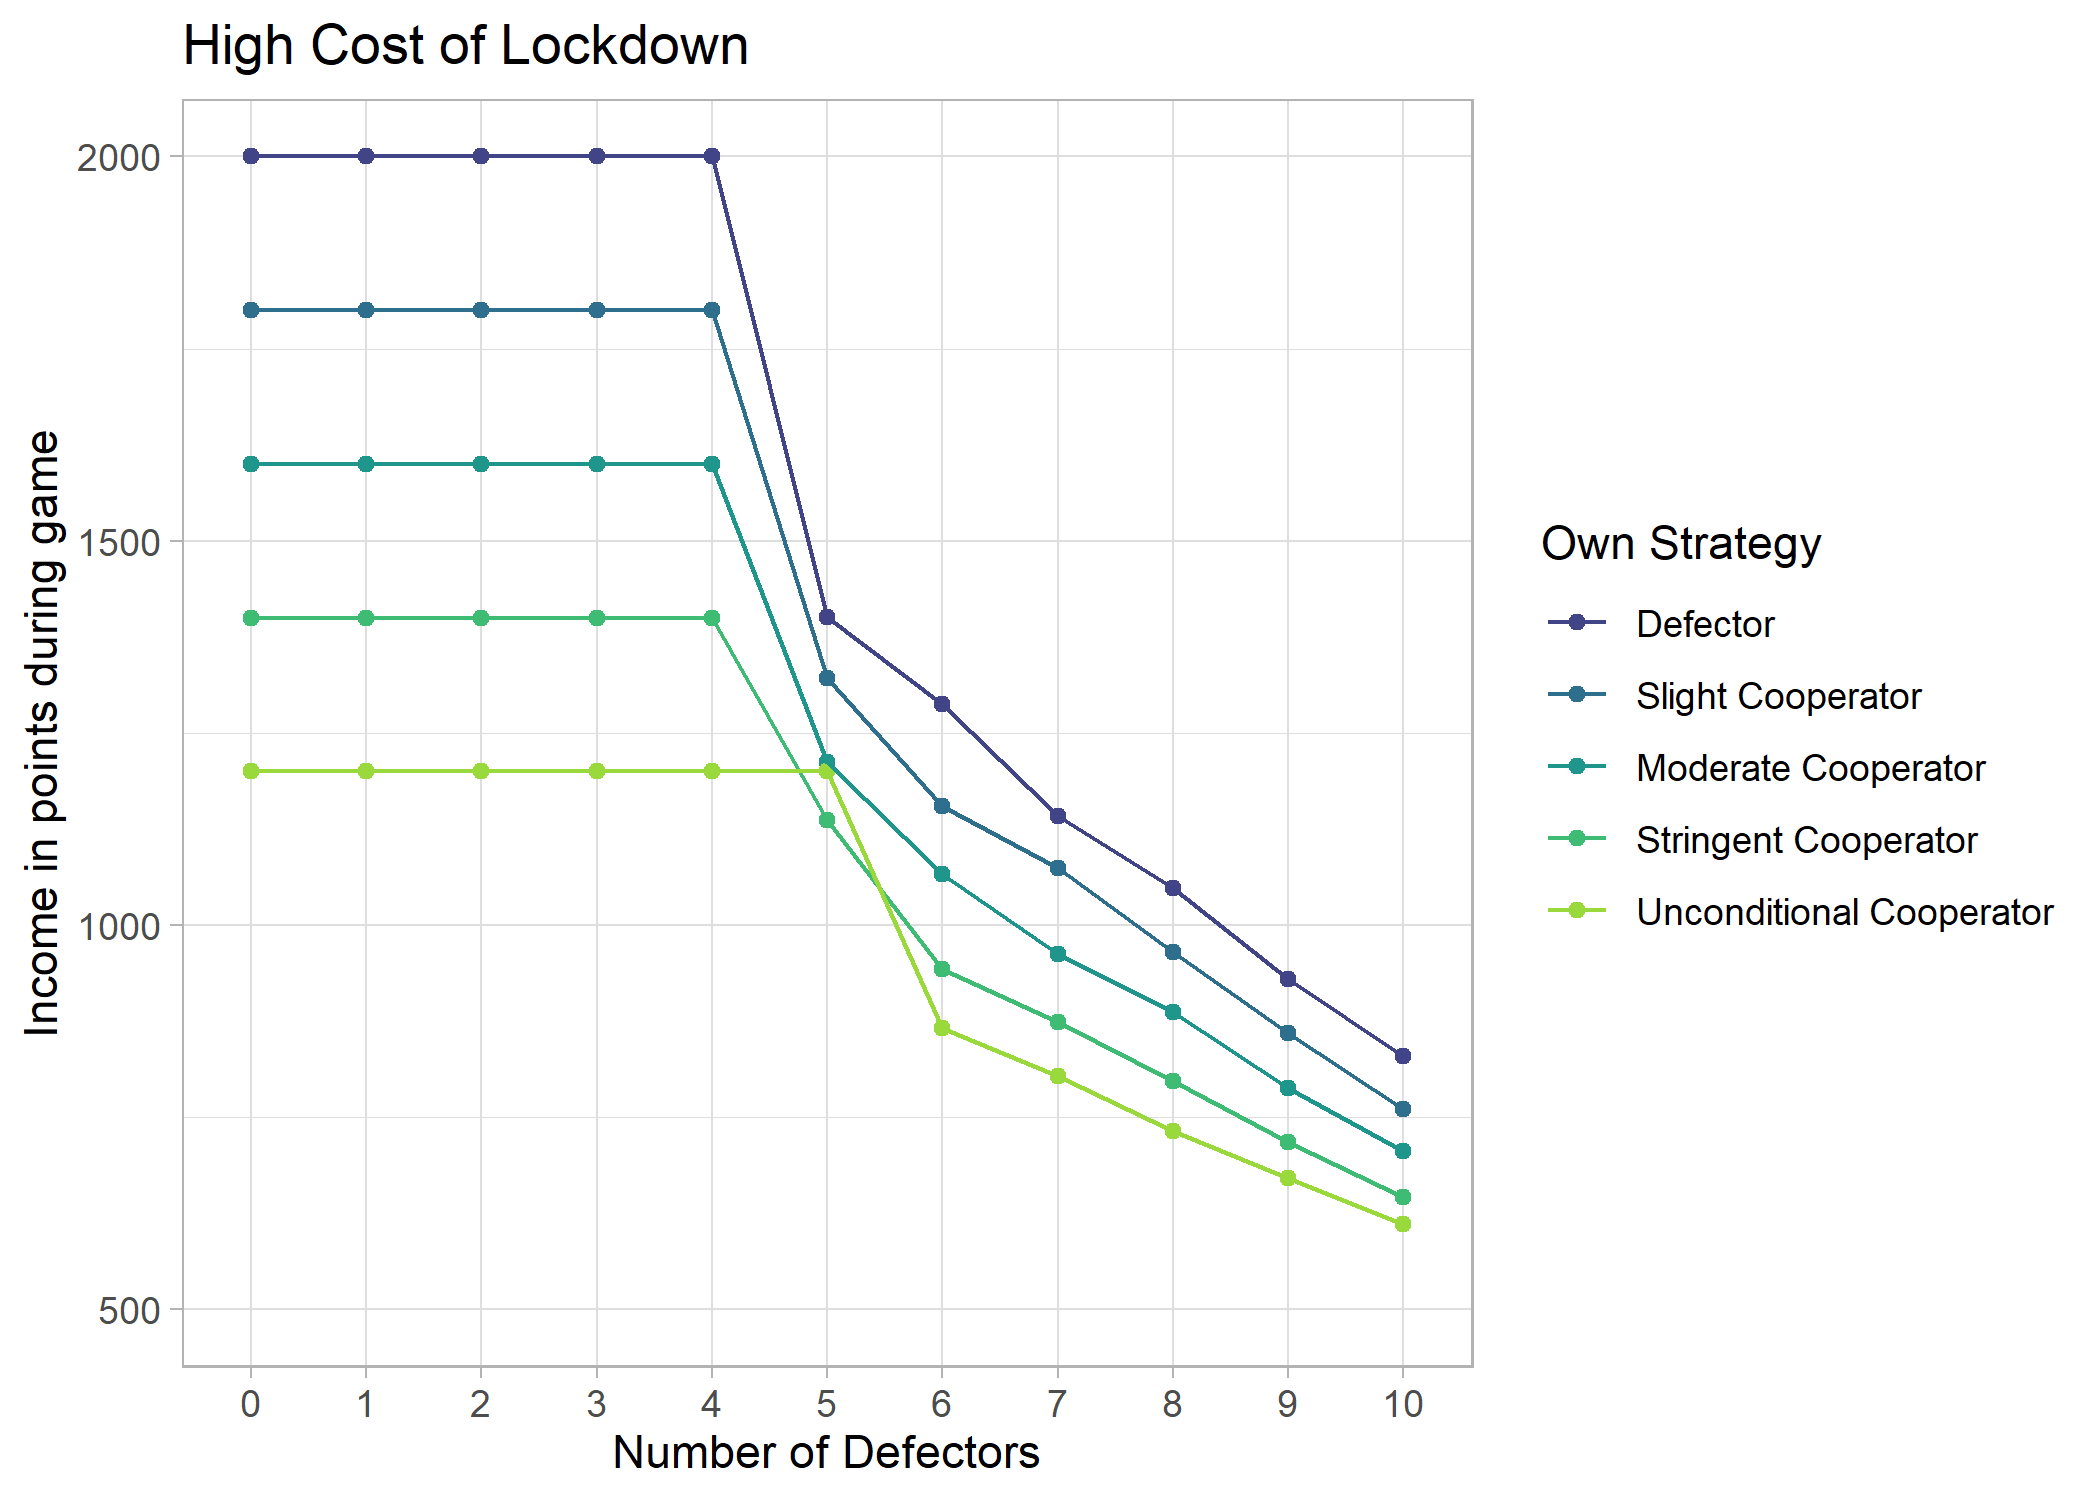 High Cost of Lockdown
Income in points during game
2000
1500
1000
500
0 1 2 3 4 5 6 7 8 9 10
Number of Defectors
Own Strategy
Defector
Slight Cooperator
Moderate Cooperator
Stringent Cooperator
Unconditional Cooperator